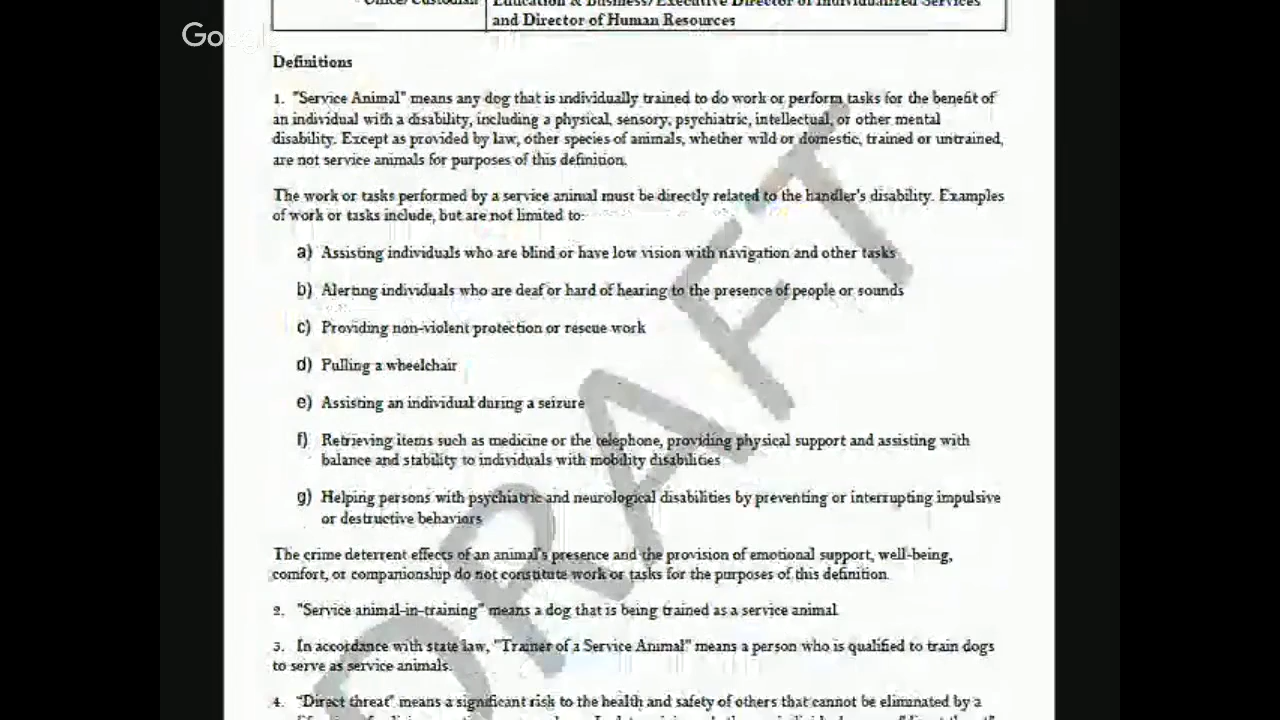 Google
Office/Custodian
Education & Business/Executive Director of Individualized Services
and Director of Human Resources
Definitions
1. "Service Animal" means any dog that is individually trained to do work or perform tasks for the benefit of
an individual with a disability, including a physical, sensory, psychiatric, intellectual, or other mental
disability. Except as provided by law, other species of animals, whether wild or domestic, trained or untrained,
are not service animals for purposes of this definition.
The work or tasks performed by a service animal must be directly related to the handler's disability. Examples
of work or tasks include, but are not limited to:
a) Assisting individuals who are blind or have low vision with navigation and other tasks
b) Alerting individuals who are deaf or hard of hearing to the presence of people or sounds
c) Providing non-violent protection or rescue work
d) Pulling a wheelchair
e) Assisting an individual during a seizure
f) Retrieving items such as medicine or the telephone, providing physical support and assisting with
balance and stability to individuals with mobility disabilities
g) Helping persons with psychiatric and neurological disabilities by preventing or interrupting impulsive
or destructive behaviors
The crime deterrent effects of an animal's presence and the provision of emotional support, well-being,
comfort, or companionship do not constitute work or tasks for the purposes of this definition.
2. "Service animal-in-training" means a dog that is being trained as a service animal.
3. In accordance with state law, "Trainer of a Service Animal" means a person who is qualified to train dogs
to serve as service animals.
4. "Direct threat" means a significant risk to the health and safety of others that cannot be eliminated by a
DRAFT